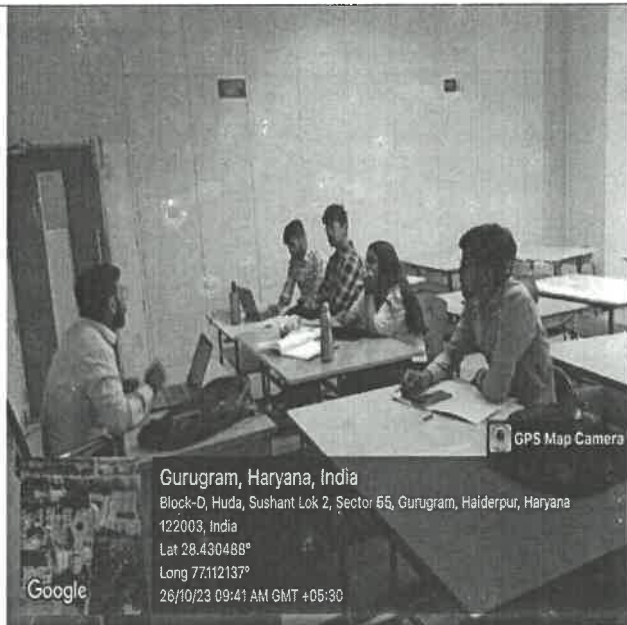 GPS Map Camera
Gurugram, Haryana, India
Block-D, Huda, Sushant Lok 2, Sector 55, Gurugram, Haiderpur, Haryana
122003, India
Lat 28.430488°
Long 77.112137°
26/10/23 09:41 AM GMT +05:30
Google